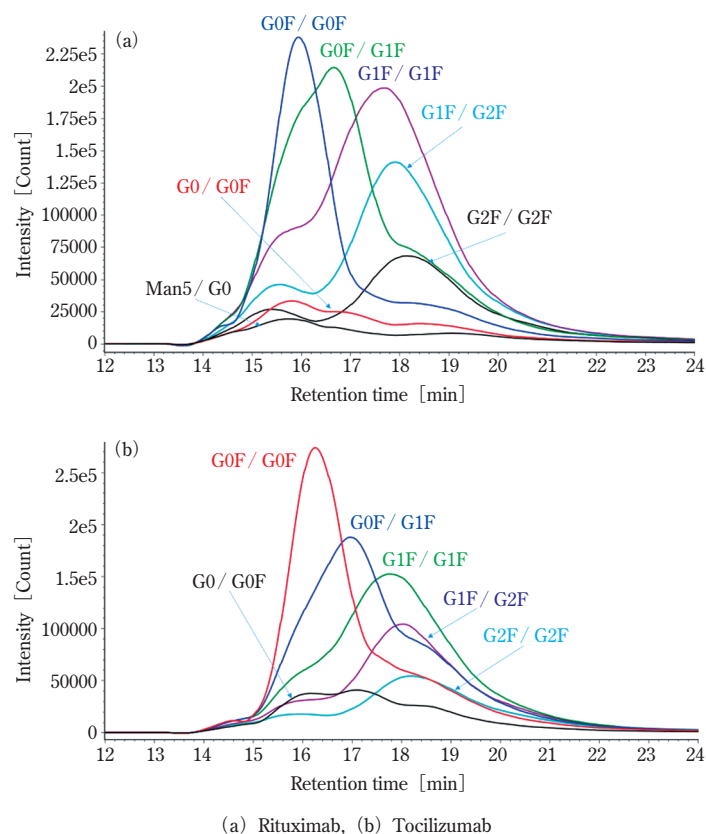 (a)
G0F / G0F
G0F / G1F
G1F / G1F
G1F / G2F
G0 / G0F
G2F / G2F
Man5 / G0
Intensity [Count]
2.25e5
2e5
1.75e5
1.5e5
1.25e5
100000
75000
50000
25000
0
12 13 14 15 16 17 18 19 20 21 22 23 24
Retention time [min]
(b)
G0F / G0F
G0F / G1F
G1F / G1F
G0 / G0F
G1F / G2F
G2F / G2F
Intensity [Count]
2.5e5
2e5
1.5e5
100000
50000
0
12 13 14 15 16 17 18 19 20 21 22 23 24
Retention time [min]
(a) Rituximab, (b) Tocilizumab